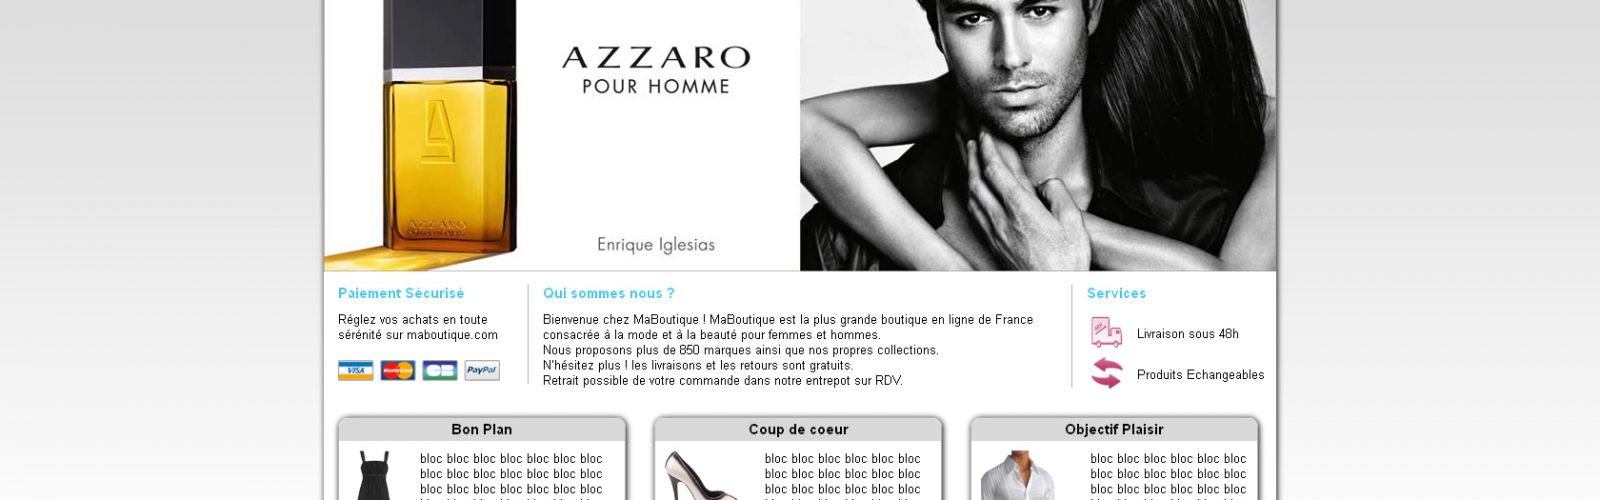 AZZARO
POUR HOMME
AZZARO
Enrique Iglesias
Paiement Sécurisé
Réglez vos achats en toute
sérénité sur maboutique.com
VISA MasterCard CB PayPal
Qui sommes nous ?
Bienvenue chez MaBoutique ! MaBoutique est la plus grande boutique en ligne de France
consacrée à la mode et à la beauté pour femmes et hommes.
Nous proposons plus de 850 marques ainsi que nos propres collections.
N'hésitez plus ! les livraisons et les retours sont gratuits.
Retrait possible de votre commande dans notre entrepot sur RDV.
Services
48H
Livraison sous 48h
Produits Echangeables
Bon Plan
bloc bloc bloc bloc bloc bloc bloc
bloc bloc bloc bloc bloc bloc bloc
bloc bloc bloc bloc bloc bloc bloc
Coup de coeur
bloc bloc bloc bloc bloc bloc
bloc bloc bloc bloc bloc bloc
bloc bloc bloc bloc bloc bloc
Objectif Plaisir
bloc bloc bloc bloc bloc bloc
bloc bloc bloc bloc bloc bloc
bloc bloc bloc bloc bloc bloc